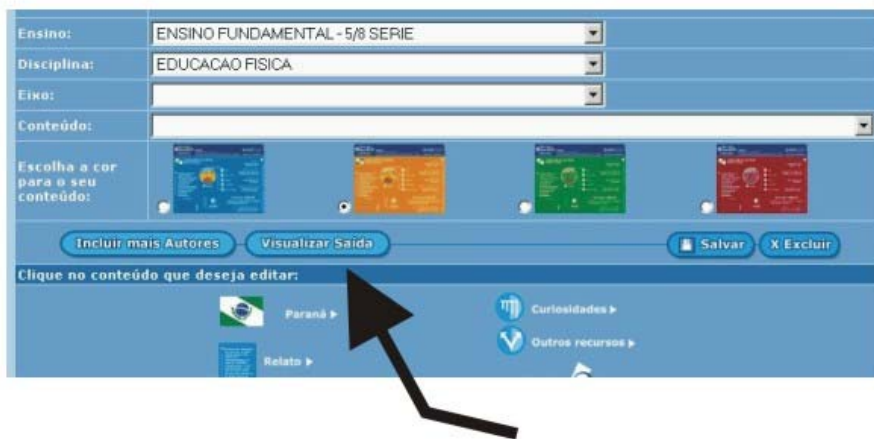 Ensino: ENSINO FUNDAMENTAL - 5/8 SERIE
Disciplina: EDUCACAO FISICA
Eixo:
Conteúdo:
Escolha a cor
para o seu
conteúdo:
Incluir mais Autores Visualizar Saída Salvar X Excluir
Clique no conteúdo que deseja editar:
Paraná Curiosidades
Outros recursos
Relato